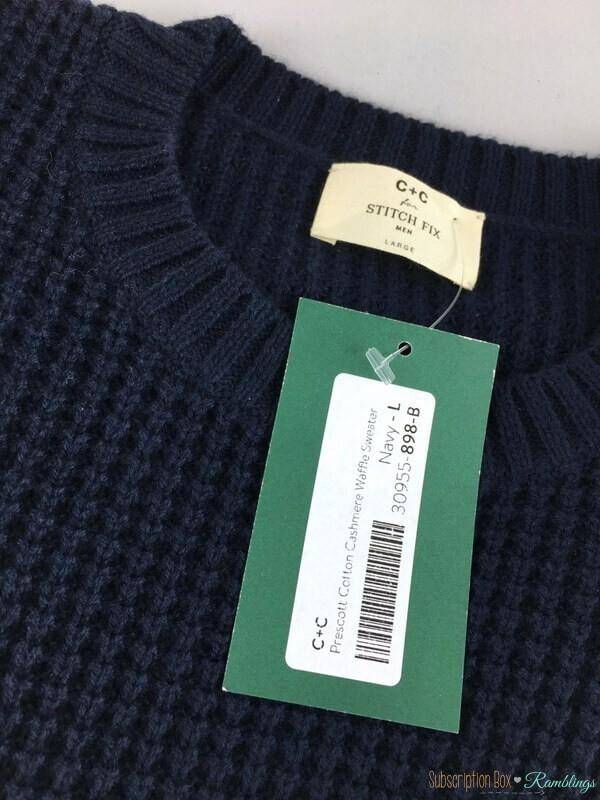 C+C
for
STITCH FIX
MEN
LARGE
C+C
Prescott Cotton Cashmere Waffle Sweater
Navy - L
30955-898-B
Subscription Box ♥ Ramblings